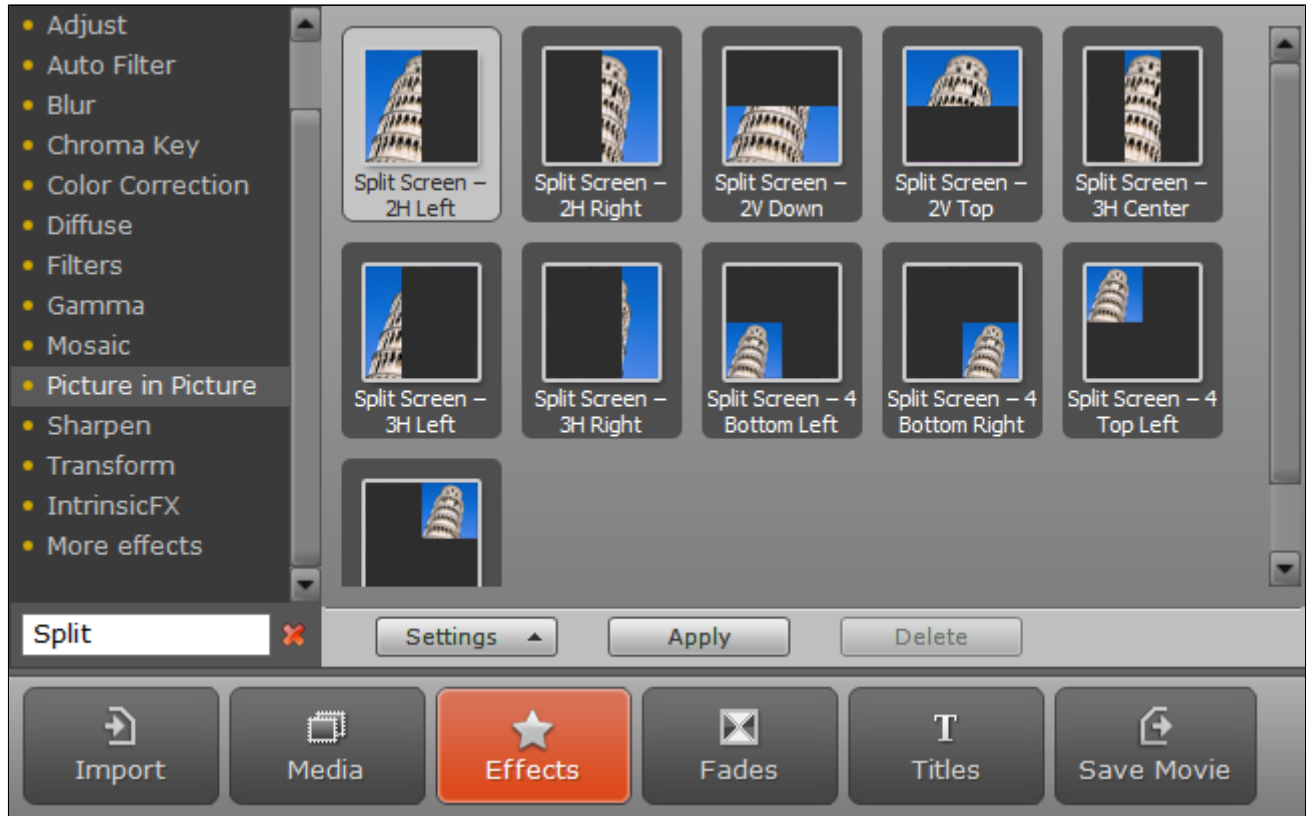 Adjust
Auto Filter
Blur
Chroma Key
Color Correction
Diffuse
Filters
Gamma
Mosaic
Picture in Picture
Sharpen
Transform
IntrinsicFX
More effects
Split
Split Screen –
2H Left
Split Screen –
2H Right
Split Screen –
2V Down
Split Screen –
2V Top
Split Screen –
3H Center
Split Screen –
3H Left
Split Screen –
3H Right
Split Screen – 4
Bottom Left
Split Screen – 4
Bottom Right
Split Screen – 4
Top Left
Settings
Apply
Delete
Import
Media
Effects
Fades
T
Titles
Save Movie